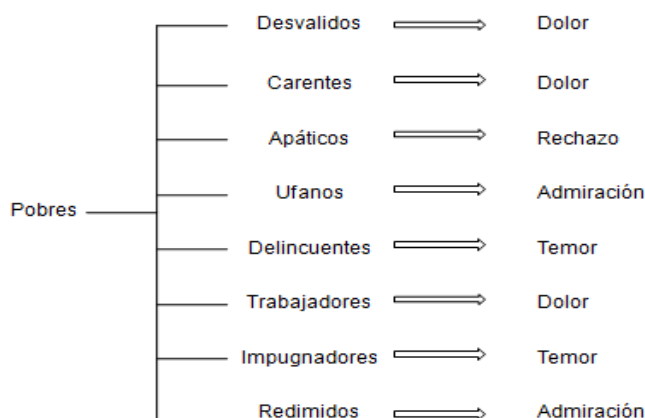 Desvalidos Dolor
Carentes Dolor
Apáticos Rechazo
Ufanos Admiración
Pobres
Delincuentes Temor
Trabajadores Dolor
Impugnadores Temor
Redimidos Admiración